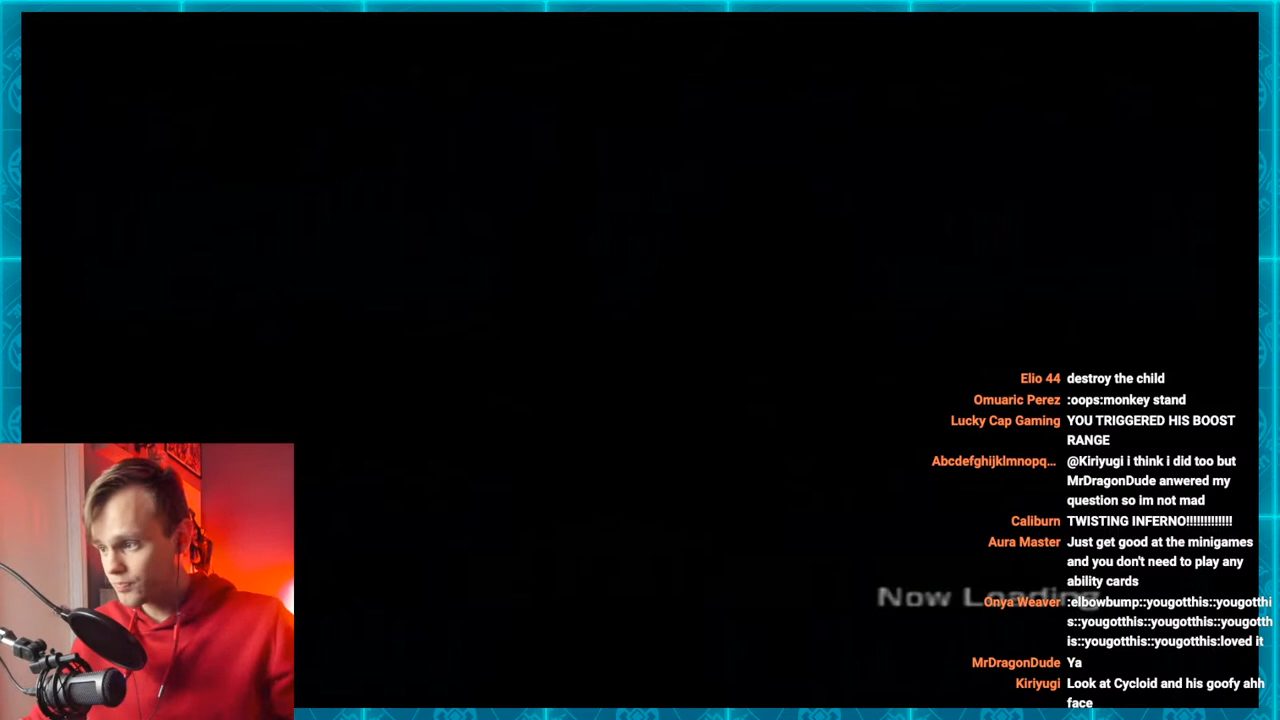 Elio 44 destroy the child
Omuaric Perez :oops:monkey stand
Lucky Cap Gaming YOU TRIGGERED HIS BOOST
RANGE
Abcdefghijklmnopq... @Kiriyugi i think i did too but
MrDragonDude anwered my
question so im not mad
Caliburn TWISTING INFERNO!!!!!!!!!!!!!
Aura Master Just get good at the minigames
and you don't need to play any
ability cards
Now Loading
Onya Weaver :elbowbump::yougotthis::yougotthi
s::yougotthis::yougotthis::yougotth
is::yougotthis::yougotthis:loved it
MrDragonDude Ya
Kiriyugi Look at Cycloid and his goofy ahh
face